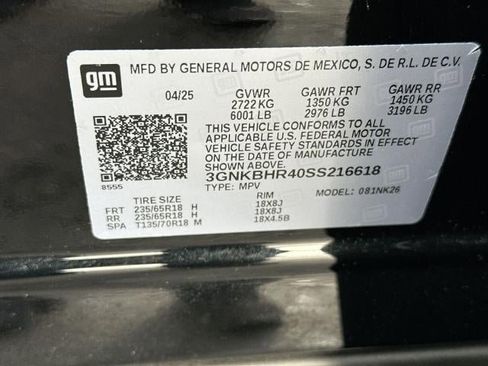 gm
MFD BY GENERAL MOTORS DE MEXICO, S. DE R.L. DE C.V.
04/25 GVWR GAWR FRT GAWR RR
2722 KG 1350 KG 1450 KG
6001 LB 2976 LB 3196 LB
THIS VEHICLE CONFORMS TO ALL
APPLICABLE U.S. FEDERAL MOTOR
VEHICLE SAFETY STANDARDS IN EFFECT
ON THE DATE OF MANUFACTURE
SHOWN ABOVE.
3GNKBHR40SS216618
8555 TYPE: MPV MODEL: 081NK26
TIRE SIZE RIM
FRT 235/65R18 H 18X8J
RR 235/65R18 H 18X8J
SPA T135/70R18 M 18X4.5B